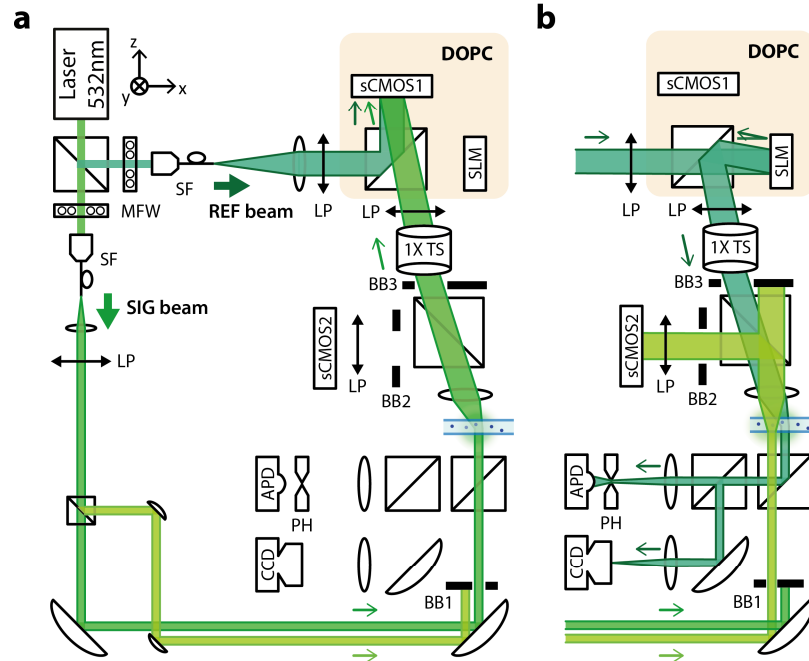 a
Laser
532nm
z
y
x
DOPC
sCMOS1
SLM
SF
MFW
REF beam
LP
LP
SF
1X TS
SIG beam
BB3
LP
sCMOS2
LP
BB2
APD
PH
CCD
BB1
b
DOPC
sCMOS1
SLM
LP
LP
1X TS
BB3
sCMOS2
LP
BB2
APD
PH
CCD
BB1